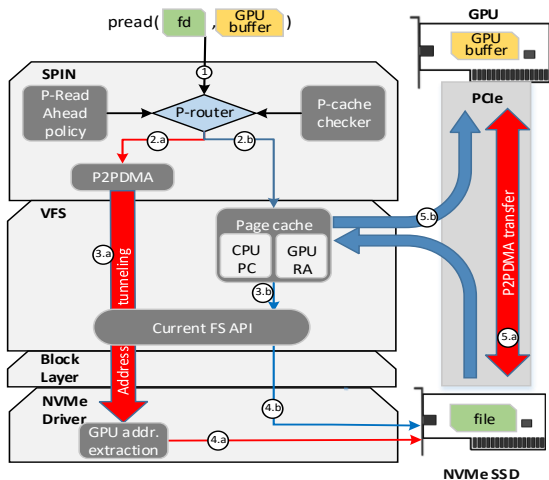 pread( fd , GPU buffer )
GPU
GPU
buffer
1
SPIN
P-Read
Ahead
policy
P-router
P-cache
checker
PCIe
2.a
2.b
P2PDMA
VFS
Page cache
CPU
PC
GPU
RA
5.b
3.a
3.b
Address tunneling
P2PDMA transfer
5.a
Current FS API
Block
Layer
NVMe
Driver
4.b
GPU addr.
extraction
4.a
file
NVMe SSD